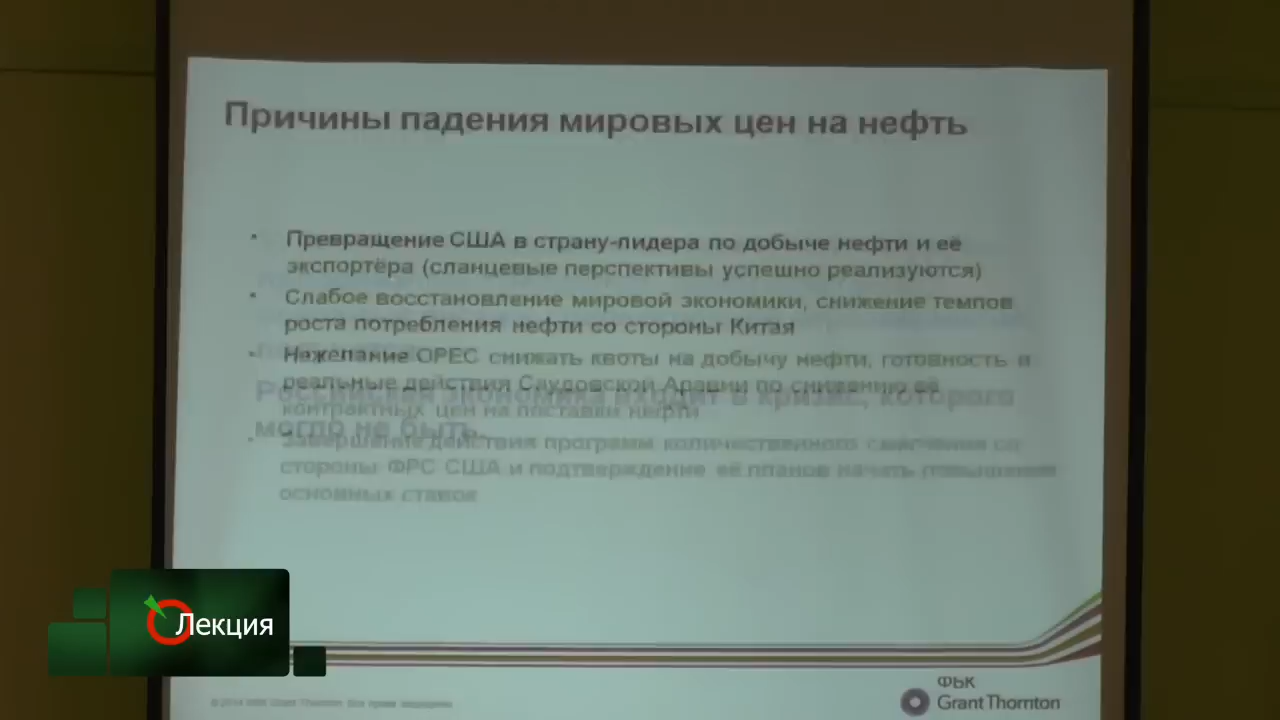 Причины падения мировых цен на нефть
• Превращение США в страну-лидера по добыче нефти и её
экспортёра (сланцевые перспективы успешно реализуются)
• Слабое восстановление мировой экономики, снижение темпов
роста потребления нефти со стороны Китая
• Нежелание OPEC снижать квоты на добычу нефти, готовность и
реальные действия Саудовской Аравии по снижению её
контрактных цен на поставки нефти
Российская экономика входит в кризис, которого
могло не быть.
• Завершение действия программ количественного смягчения со
стороны ФРС США и подтверждение её планов начать повышение
основных ставок
Лекция
ФБК
Grant Thornton